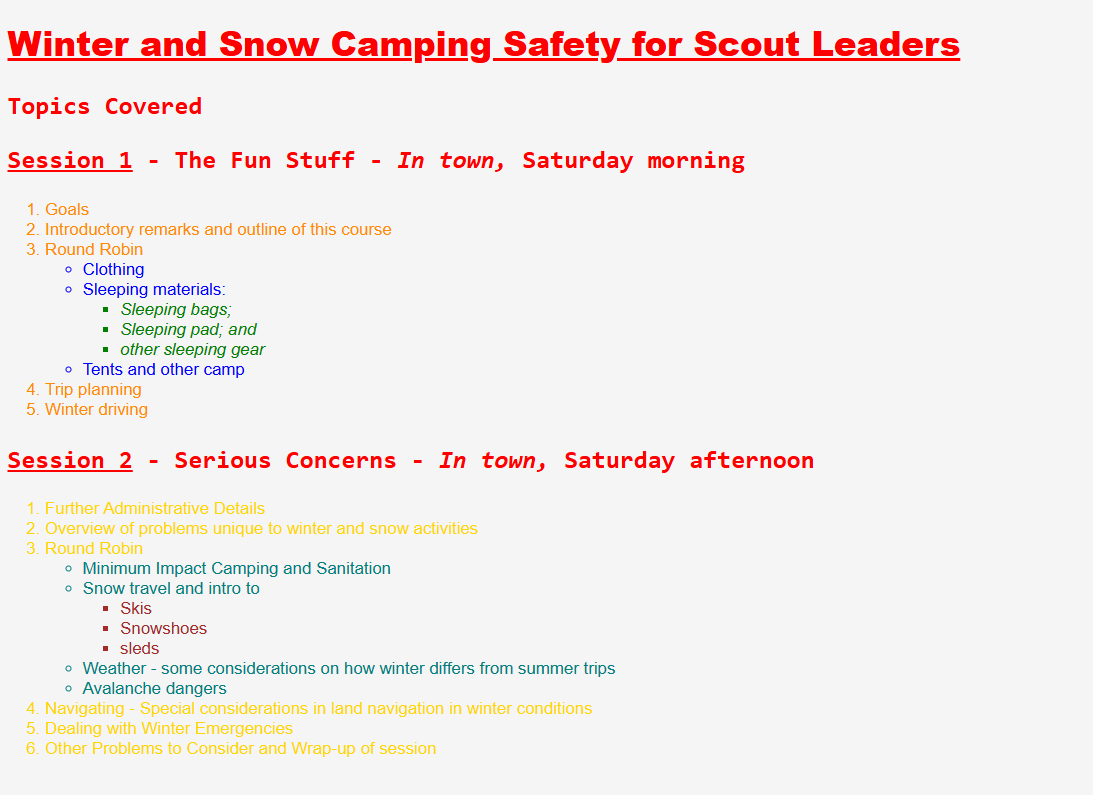 Winter and Snow Camping Safety for Scout Leaders
Topics Covered
Session 1 - The Fun Stuff - In town, Saturday morning
1. Goals
2. Introductory remarks and outline of this course
3. Round Robin
Clothing
Sleeping materials:
Sleeping bags;
Sleeping pad; and
other sleeping gear
Tents and other camp
4. Trip planning
5. Winter driving
Session 2 - Serious Concerns - In town, Saturday afternoon
1. Further Administrative Details
2. Overview of problems unique to winter and snow activities
3. Round Robin
Minimum Impact Camping and Sanitation
Snow travel and intro to
Skis
Snowshoes
sleds
Weather - some considerations on how winter differs from summer trips
Avalanche dangers
4. Navigating - Special considerations in land navigation in winter conditions
5. Dealing with Winter Emergencies
6. Other Problems to Consider and Wrap-up of session